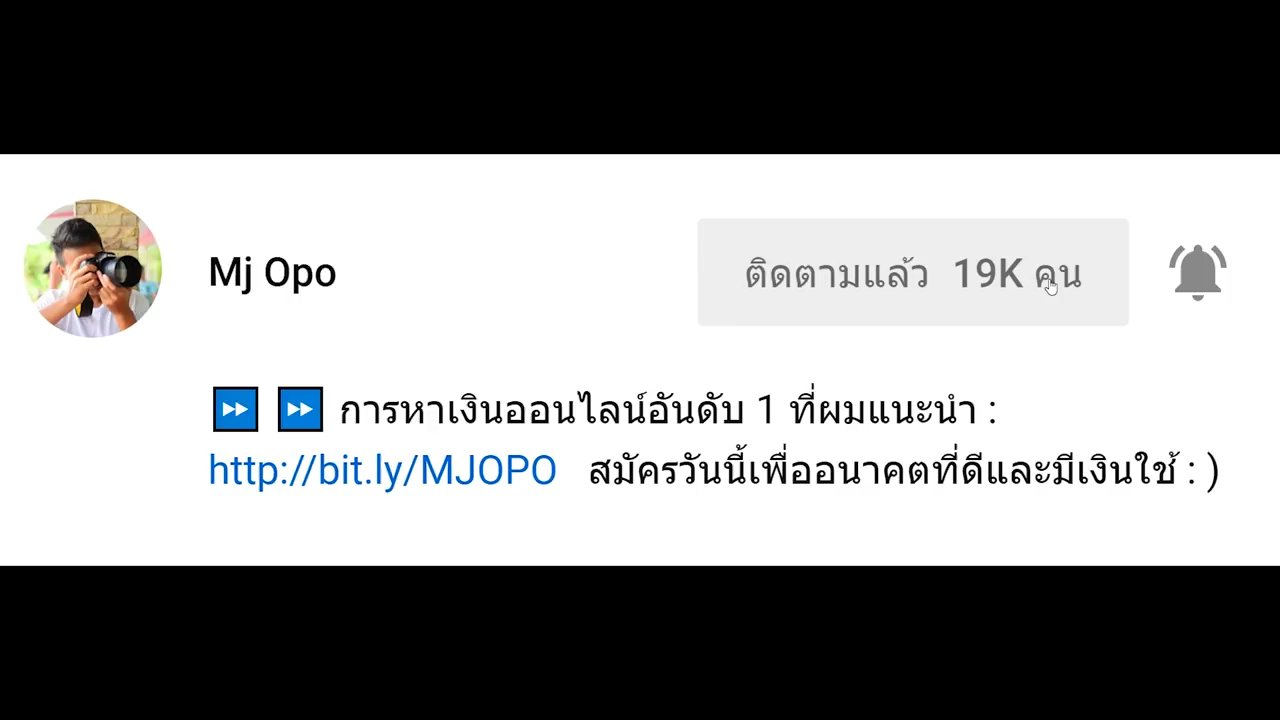 Mj Opo
ติดตามแล้ว 19K คน
⏩ ⏩ การหาเงินออนไลน์อันดับ 1 ที่ผมแนะนำ :
http://bit.ly/MJOPO สมัครวันนี้เพื่ออนาคตที่ดีและมีเงินใช้ : )